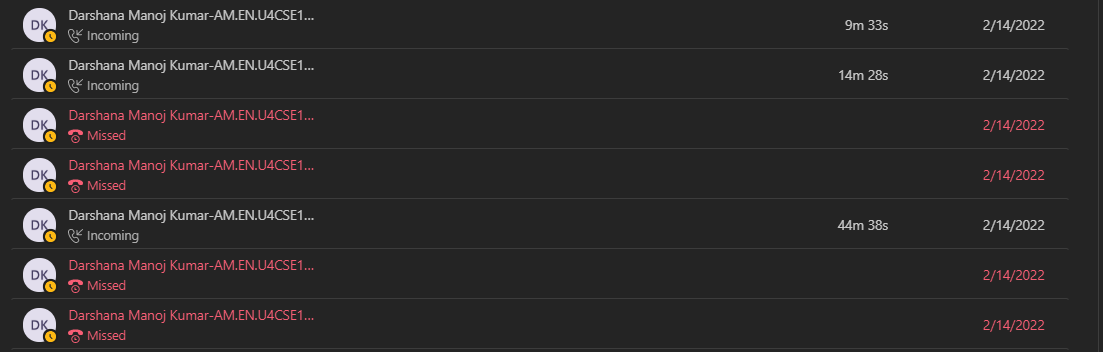 DK
Darshana Manoj Kumar-AM.EN.U4CSE1...
Incoming
9m 33s
2/14/2022
DK
Darshana Manoj Kumar-AM.EN.U4CSE1...
Incoming
14m 28s
2/14/2022
DK
Darshana Manoj Kumar-AM.EN.U4CSE1...
Missed
2/14/2022
DK
Darshana Manoj Kumar-AM.EN.U4CSE1...
Missed
2/14/2022
DK
Darshana Manoj Kumar-AM.EN.U4CSE1...
Incoming
44m 38s
2/14/2022
DK
Darshana Manoj Kumar-AM.EN.U4CSE1...
Missed
2/14/2022
DK
Darshana Manoj Kumar-AM.EN.U4CSE1...
Missed
2/14/2022